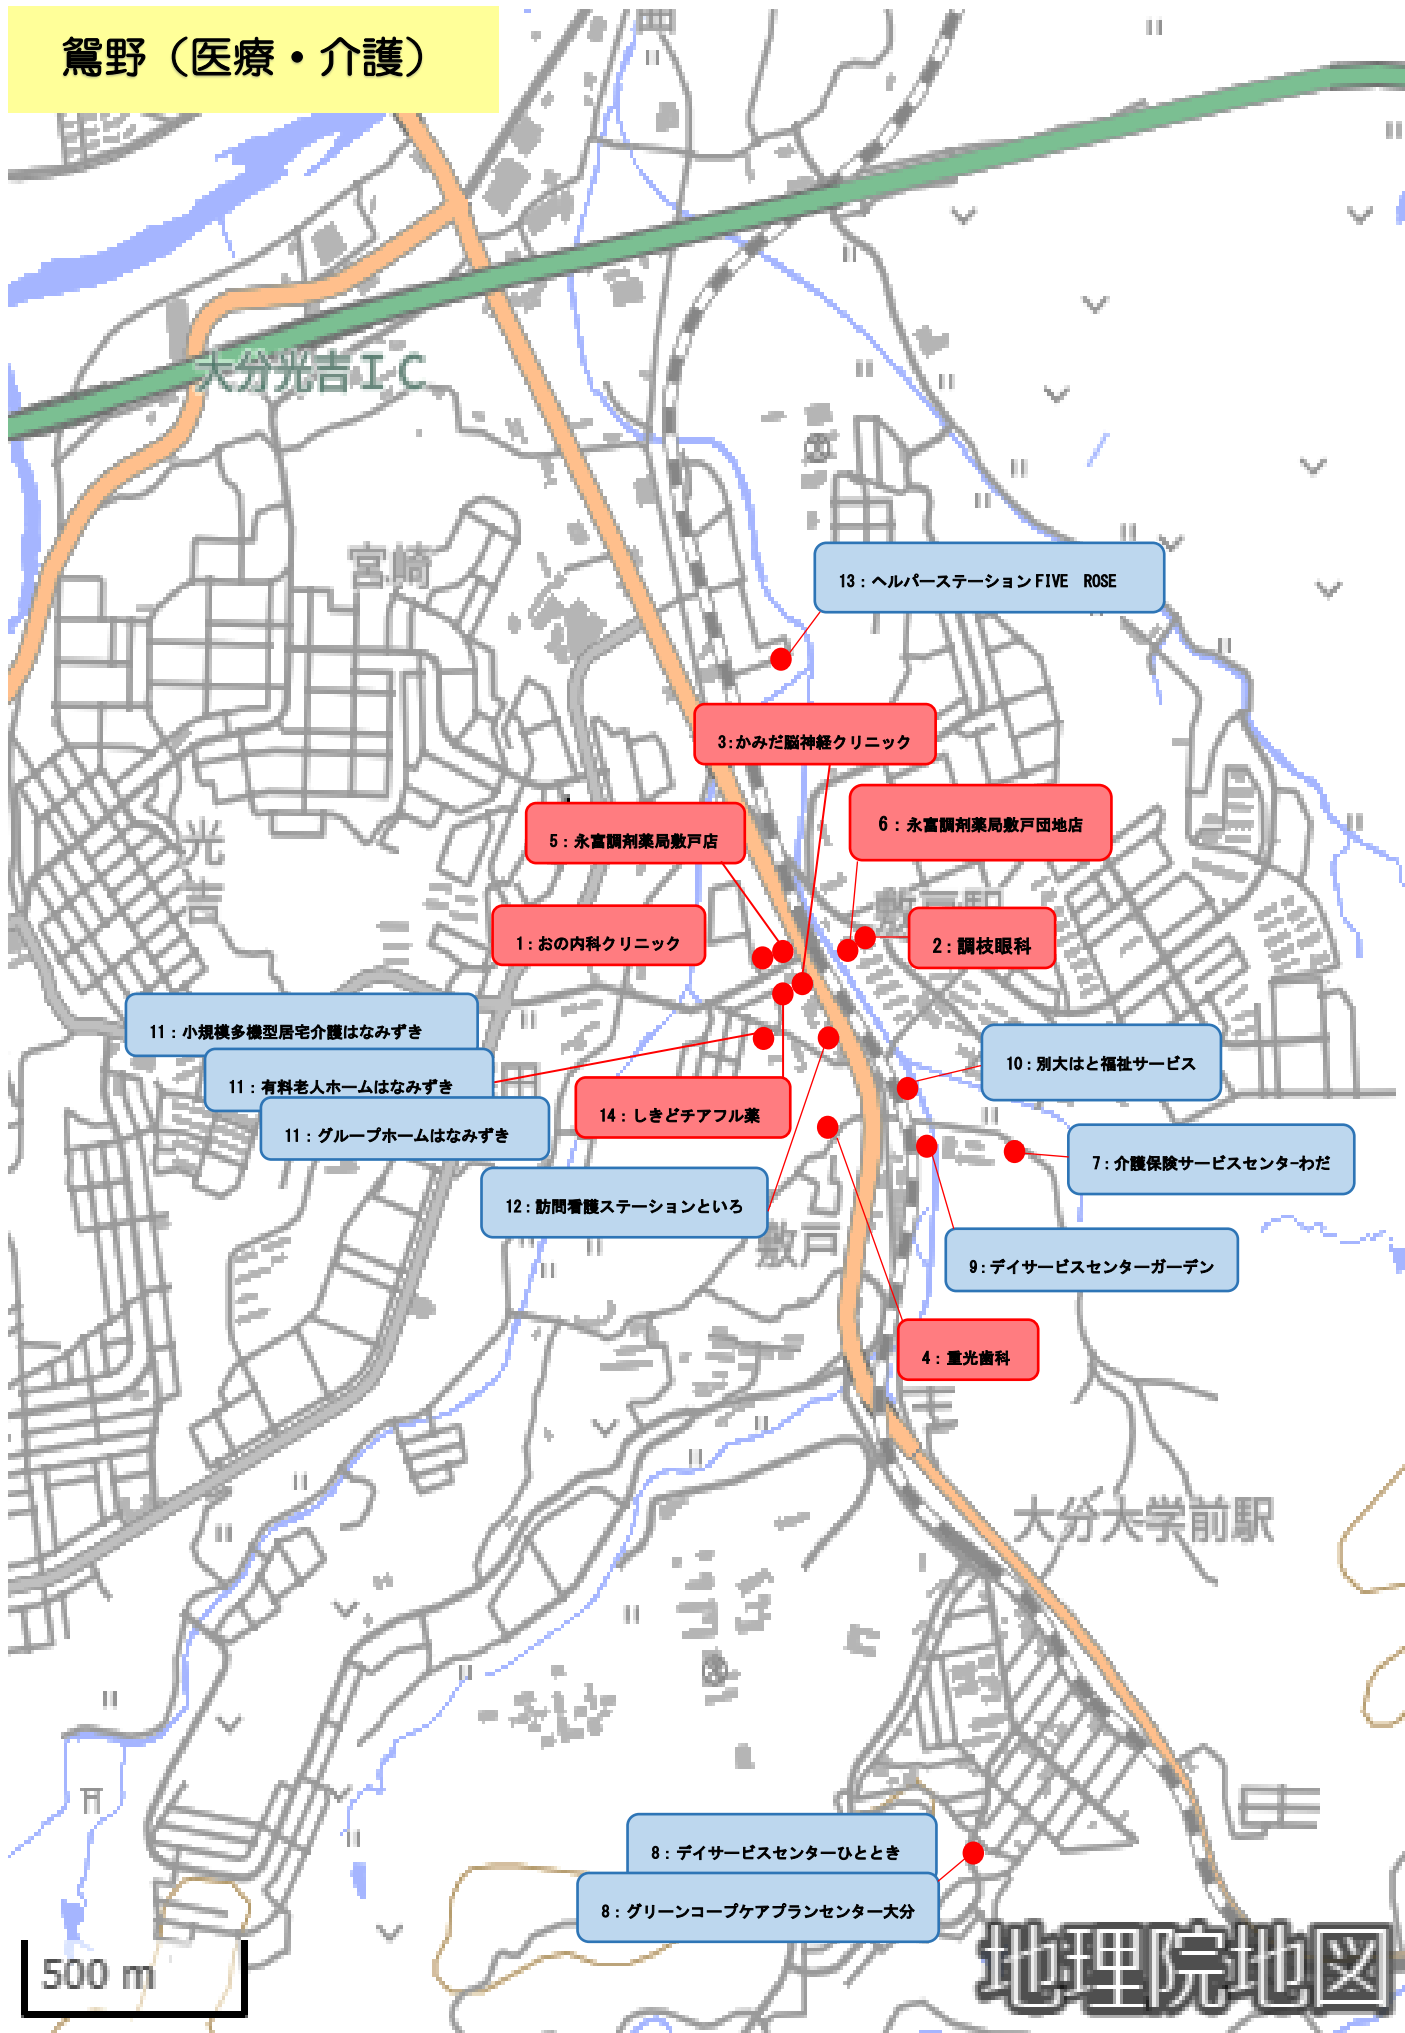 鴛野（医療・介護）
大分光吉ＩＣ
宮崎
13：ヘルパーステーションFIVE　ROSE
3：かみだ脳神経クリニック
5：永富調剤薬局敷戸店
6：永富調剤薬局敷戸団地店
光吉
敷戸駅
1：おの内科クリニック
2：調枝眼科
11：小規模多機型居宅介護はなみずき
11：有料老人ホームはなみずき
11：グループホームはなみずき
14：しきどチアフル薬
10：別大はと福祉サービス
7：介護保険サービスセンタ-わだ
12：訪問看護ステーションといろ
敷戸
9：デイサービスセンターガーデン
4：重光歯科
大分大学前駅
8：デイサービスセンターひととき
8：グリーンコープケアプランセンター大分
500 m
地理院地図